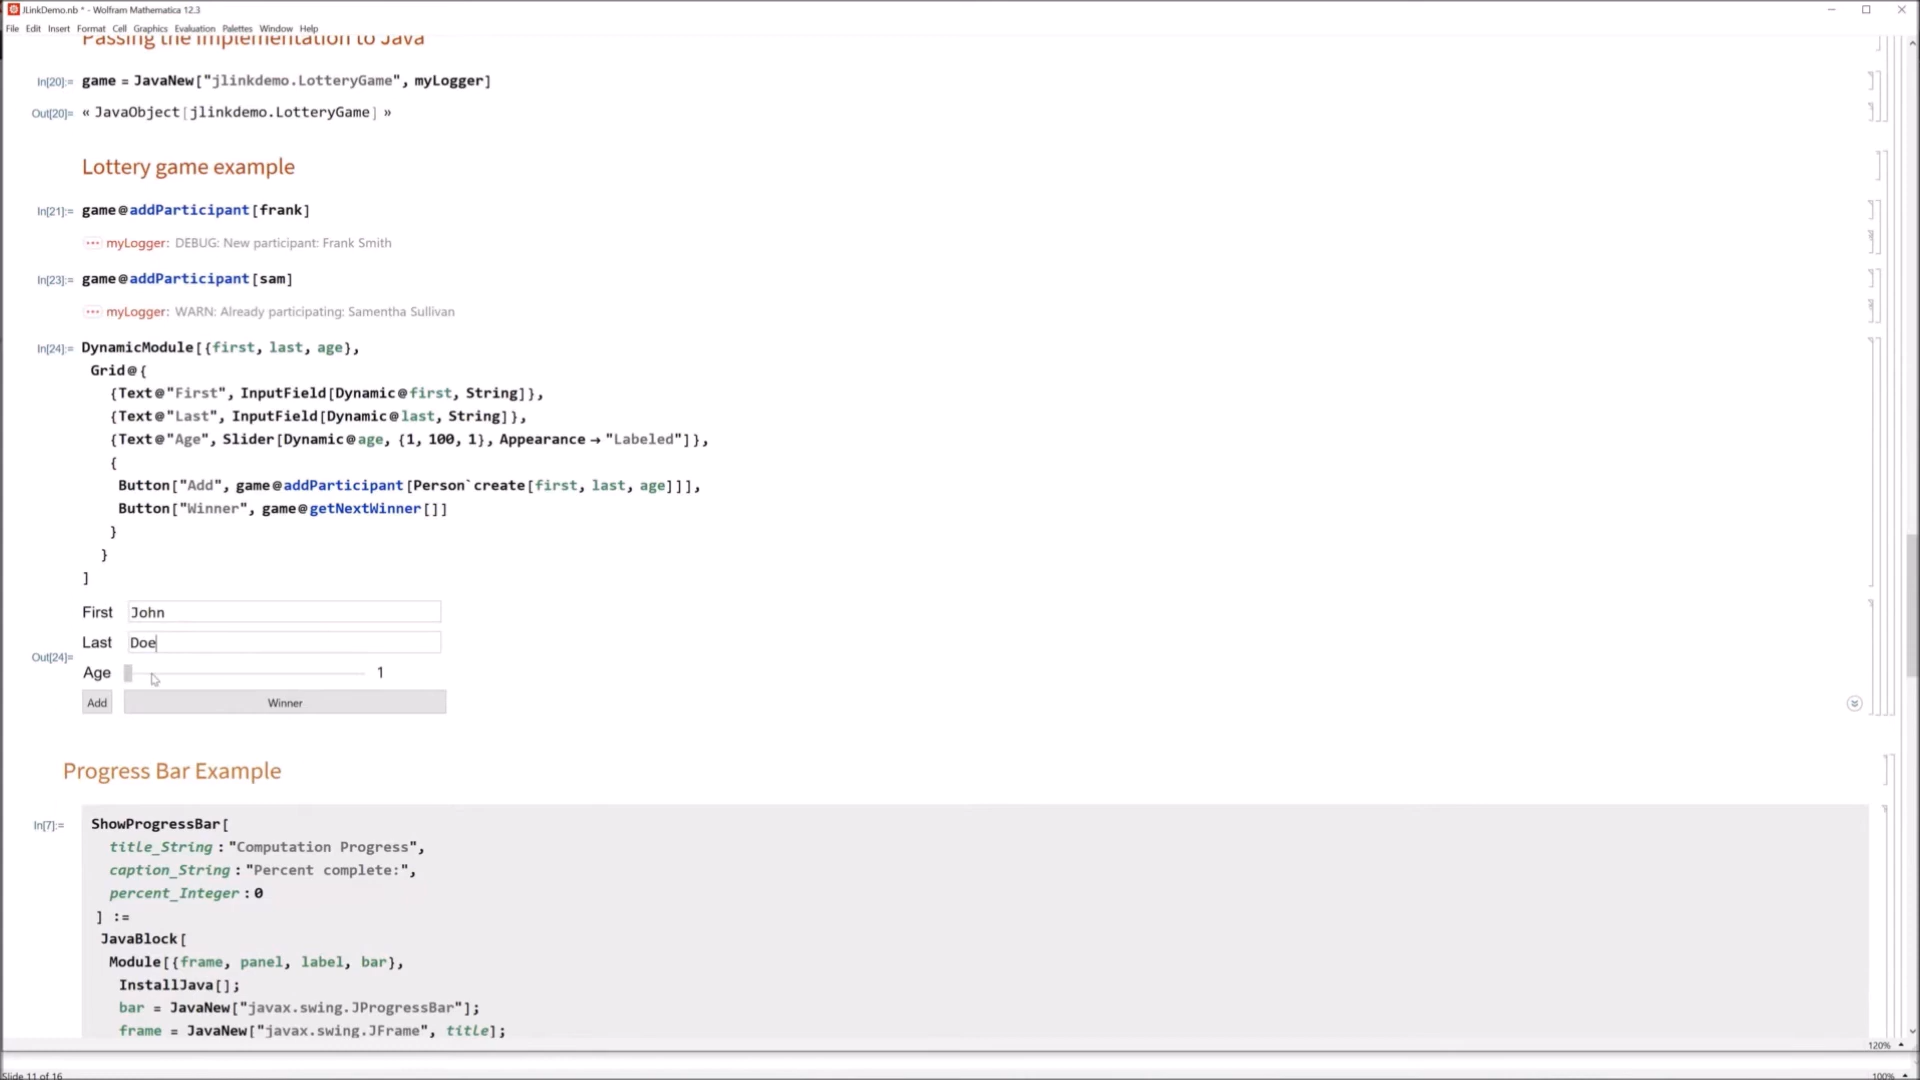 JLinkDemo.nb * - Wolfram Mathematica 12.3
File Edit Insert Format Cell Graphics Evaluation Palettes Window Help
Passing the implementation to Java
In[20]:= game = JavaNew["jlinkdemo.LotteryGame", myLogger]
Out[20]= « JavaObject[jlinkdemo.LotteryGame] »
Lottery game example
In[21]:= game@addParticipant[frank]
··· myLogger: DEBUG: New participant: Frank Smith
In[23]:= game@addParticipant[sam]
··· myLogger: WARN: Already participating: Samantha Sullivan
In[24]:= DynamicModule[{first, last, age},
Grid@{
{Text@"First", InputField[Dynamic@first, String]},
{Text@"Last", InputField[Dynamic@last, String]},
{Text@"Age", Slider[Dynamic@age, {1, 100, 1}, Appearance → "Labeled"]},
{
Button["Add", game@addParticipant[Person`create[first, last, age]]],
Button["Winner", game@getNextWinner[]]
}
}
]
First John
Last Doe
Out[24]=
Age 1
Add Winner
Progress Bar Example
In[7]:= ShowProgressBar[
title_String : "Computation Progress",
caption_String : "Percent complete:",
percent_Integer : 0
] :=
JavaBlock[
Module[{frame, panel, label, bar},
InstallJava[];
bar = JavaNew["javax.swing.JProgressBar"];
frame = JavaNew["javax.swing.JFrame", title];
120%
Slide 11 of 16
100%